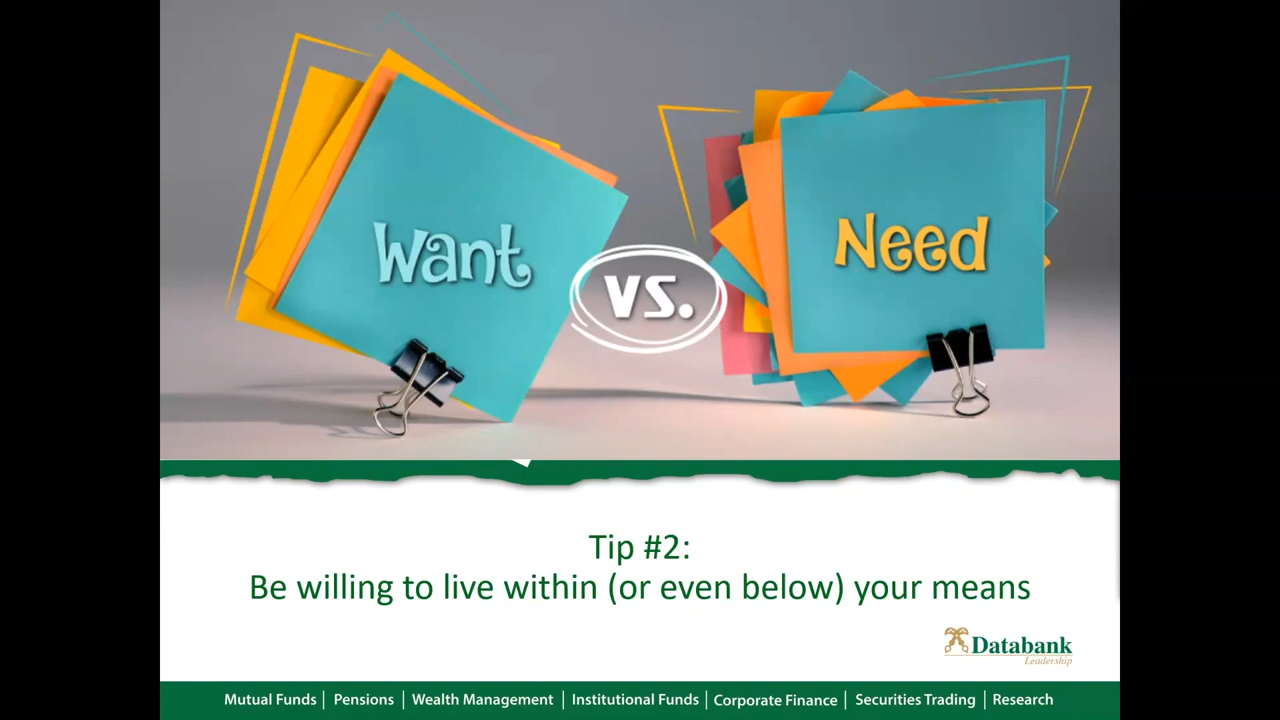 Want
vs.
Need
Tip #2:
Be willing to live within (or even below) your means
Databank
Leadership
Mutual Funds | Pensions | Wealth Management | Institutional Funds | Corporate Finance | Securities Trading | Research